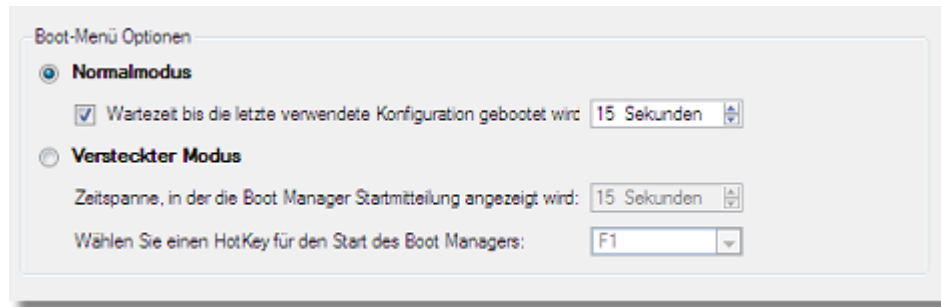 Boot-Menü Optionen
Normalmodus
Wartezeit bis die letzte verwendete Konfiguration gebootet wird 15 Sekunden
Versteckter Modus
Zeitspanne, in der die Boot Manager Startmitteilung angezeigt wird: 15 Sekunden
Wählen Sie einen HotKey für den Start des Boot Managers: F1